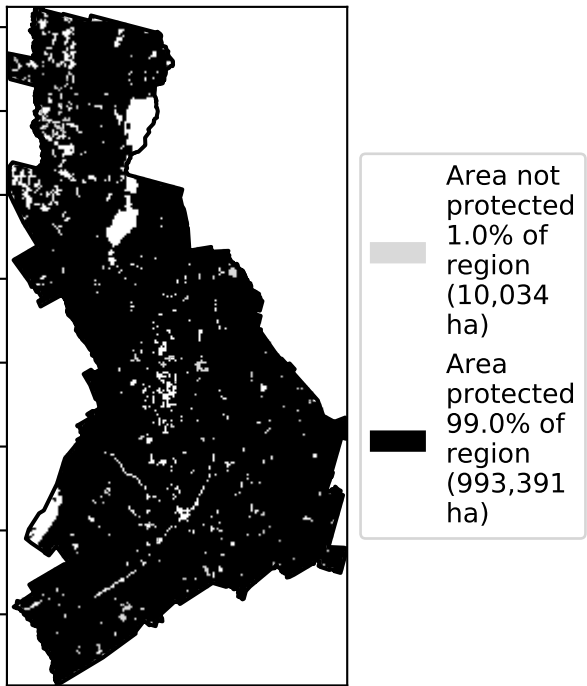 Area not
protected
1.0% of
region
(10,034
ha)
Area
protected
99.0% of
region
(993,391
ha)